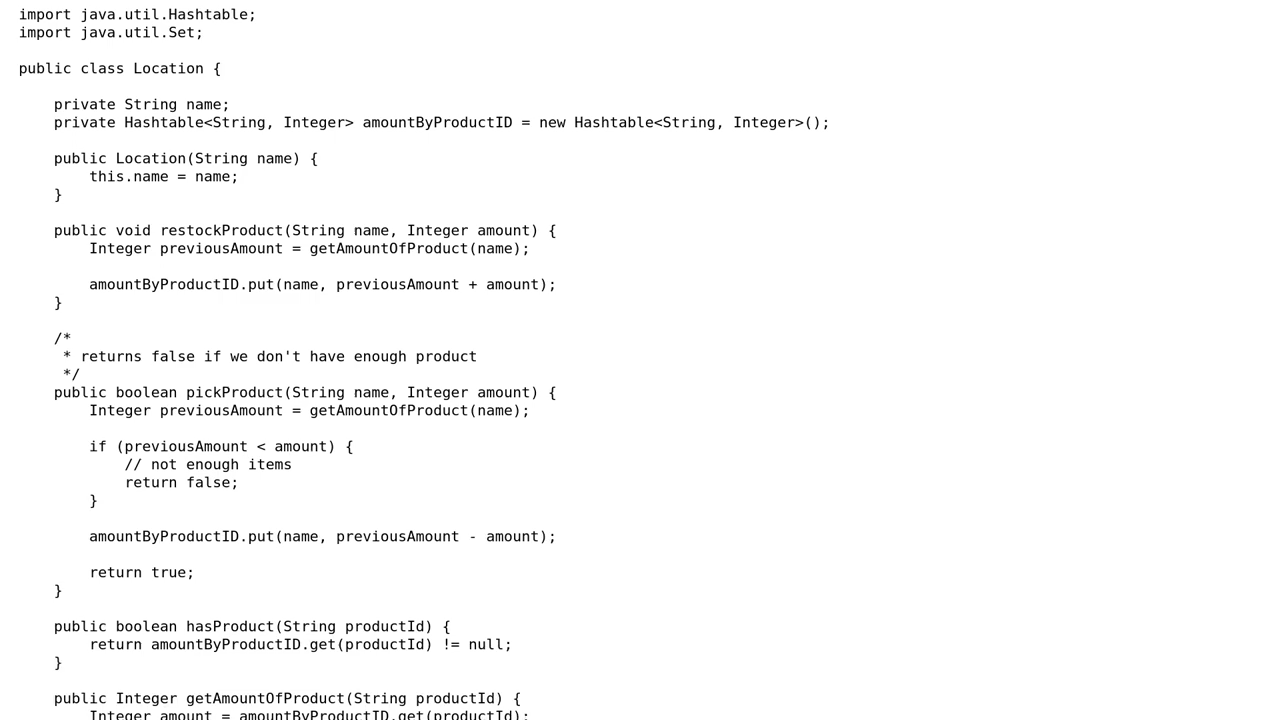 import java.util.Hashtable;
import java.util.Set;
public class Location {
private String name;
private Hashtable<String, Integer> amountByProductID = new Hashtable<String, Integer>();
public Location(String name) {
this.name = name;
}
public void restockProduct(String name, Integer amount) {
Integer previousAmount = getAmountOfProduct(name);
amountByProductID.put(name, previousAmount + amount);
}
/*
* returns false if we don't have enough product
*/
public boolean pickProduct(String name, Integer amount) {
Integer previousAmount = getAmountOfProduct(name);
if (previousAmount < amount) {
// not enough items
return false;
}
amountByProductID.put(name, previousAmount - amount);
return true;
}
public boolean hasProduct(String productId) {
return amountByProductID.get(productId) != null;
}
public Integer getAmountOfProduct(String productId) {
Integer amount = amountByProductID.get(productId);